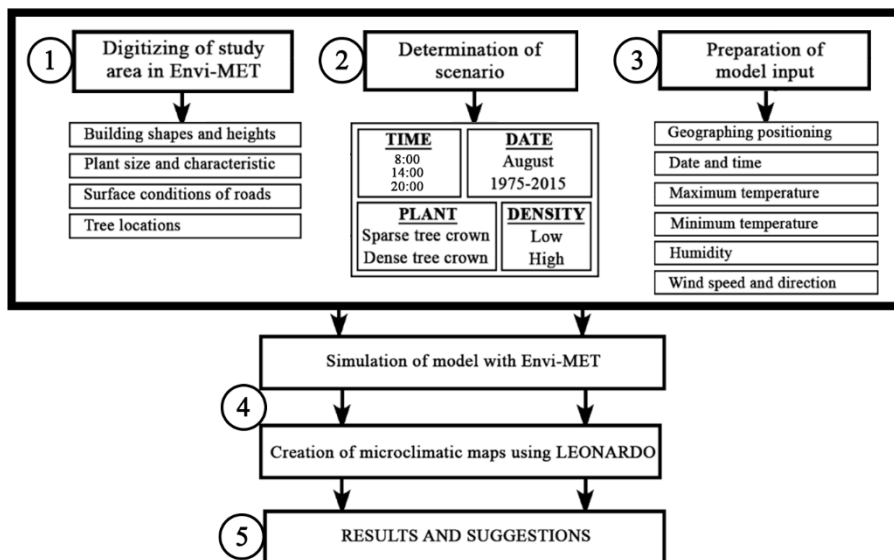 1
Digitizing of study
area in Envi-MET
Building shapes and heights
Plant size and characteristic
Surface conditions of roads
Tree locations
2
Determination of
scenario
TIME
8:00
14:00
20:00
DATE
August
1975-2015
PLANT
Sparse tree crown
Dense tree crown
DENSITY
Low
High
3
Preparation of
model input
Geographing positioning
Date and time
Maximum temperature
Minimum temperature
Humidity
Wind speed and direction
Simulation of model with Envi-MET
4
Creation of microclimatic maps using LEONARDO
5
RESULTS AND SUGGESTIONS